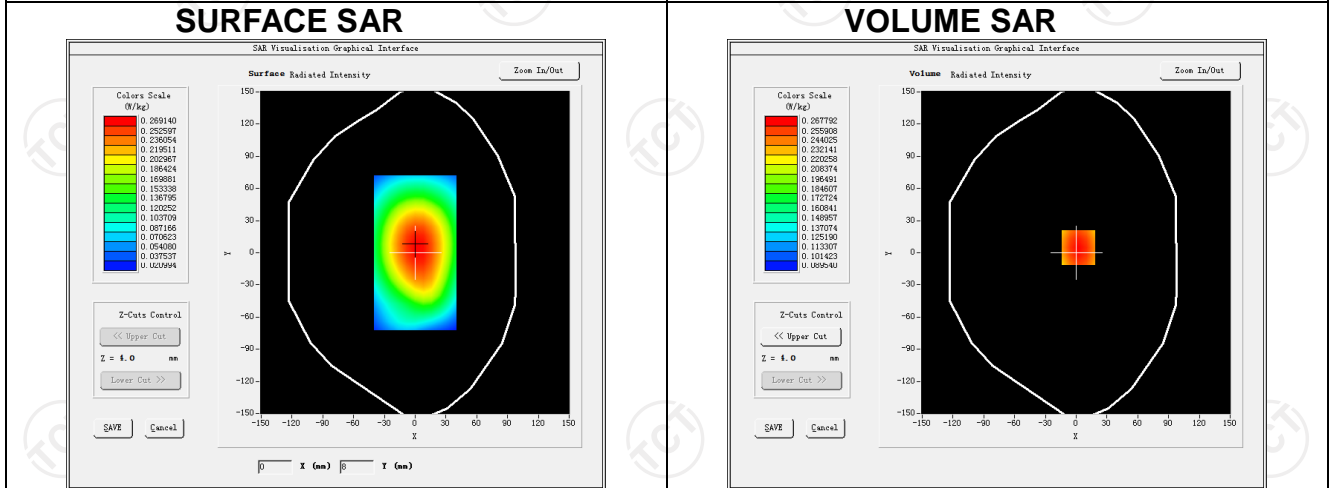 SURFACE SAR
SAR Visualisation Graphical Interface
Surface Radiated Intensity
Zoom In/Out
Colors Scale
(W/kg)
0.269140
0.252597
0.236054
0.219511
0.202967
0.186424
0.169881
0.153338
0.136795
0.120252
0.103709
0.087166
0.070623
0.054080
0.037537
0.020994
Z-Cuts Control
<< Upper Cut
Z = 4.0 mm
Lower Cut >>
SAVE Cancel
150
120
90
60
30
0
-30
-60
-90
-120
-150
Y
-150 -120 -90 -60 -30 0 30 60 90 120 150
X
0 X (mm) 8 Y (mm)
VOLUME SAR
SAR Visualisation Graphical Interface
Volume Radiated Intensity
Zoom In/Out
Colors Scale
(W/kg)
0.267792
0.255908
0.244025
0.232141
0.220258
0.208374
0.196491
0.184607
0.172724
0.160841
0.148957
0.137074
0.125190
0.113307
0.101423
0.089540
Z-Cuts Control
<< Upper Cut
Z = 4.0 mm
Lower Cut >>
SAVE Cancel
150
120
90
60
30
0
-30
-60
-90
-120
-150
Y
-150 -120 -90 -60 -30 0 30 60 90 120 150
X
TCT
TCT
TCT
TCT
TCT
TCT